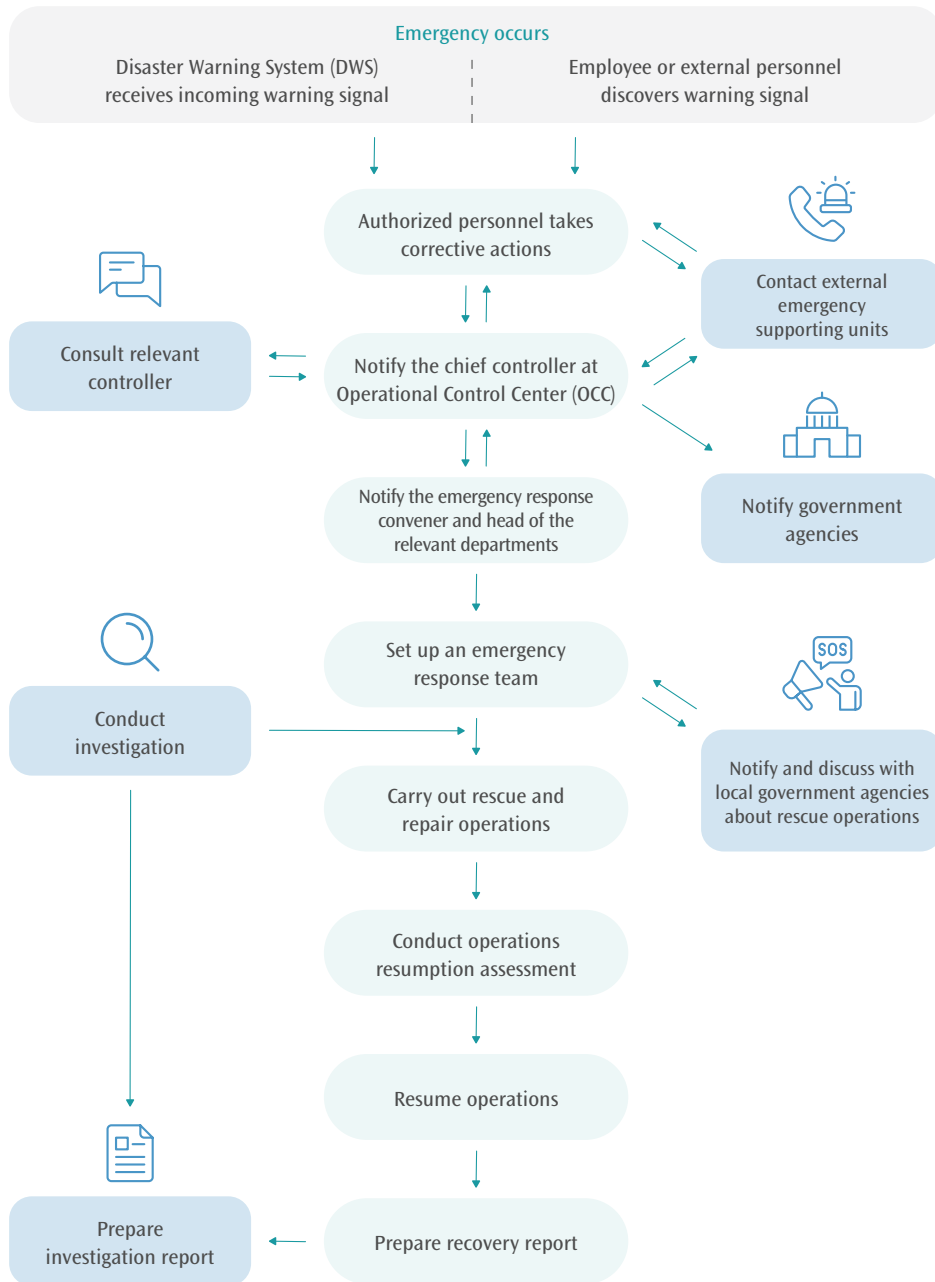 Emergency occurs
Disaster Warning System (DWS)
receives incoming warning signal
Employee or external personnel
discovers warning signal
Authorized personnel takes
corrective actions
Contact external
emergency
supporting units
Consult relevant
controller
Notify the chief controller at
Operational Control Center (OCC)
Notify government
agencies
Notify the emergency response
convener and head of the
relevant departments
Set up an emergency
response team
SOS
Conduct
investigation
Notify and discuss with
local government agencies
about rescue operations
Carry out rescue and
repair operations
Conduct operations
resumption assessment
Resume operations
Prepare
investigation report
Prepare recovery report